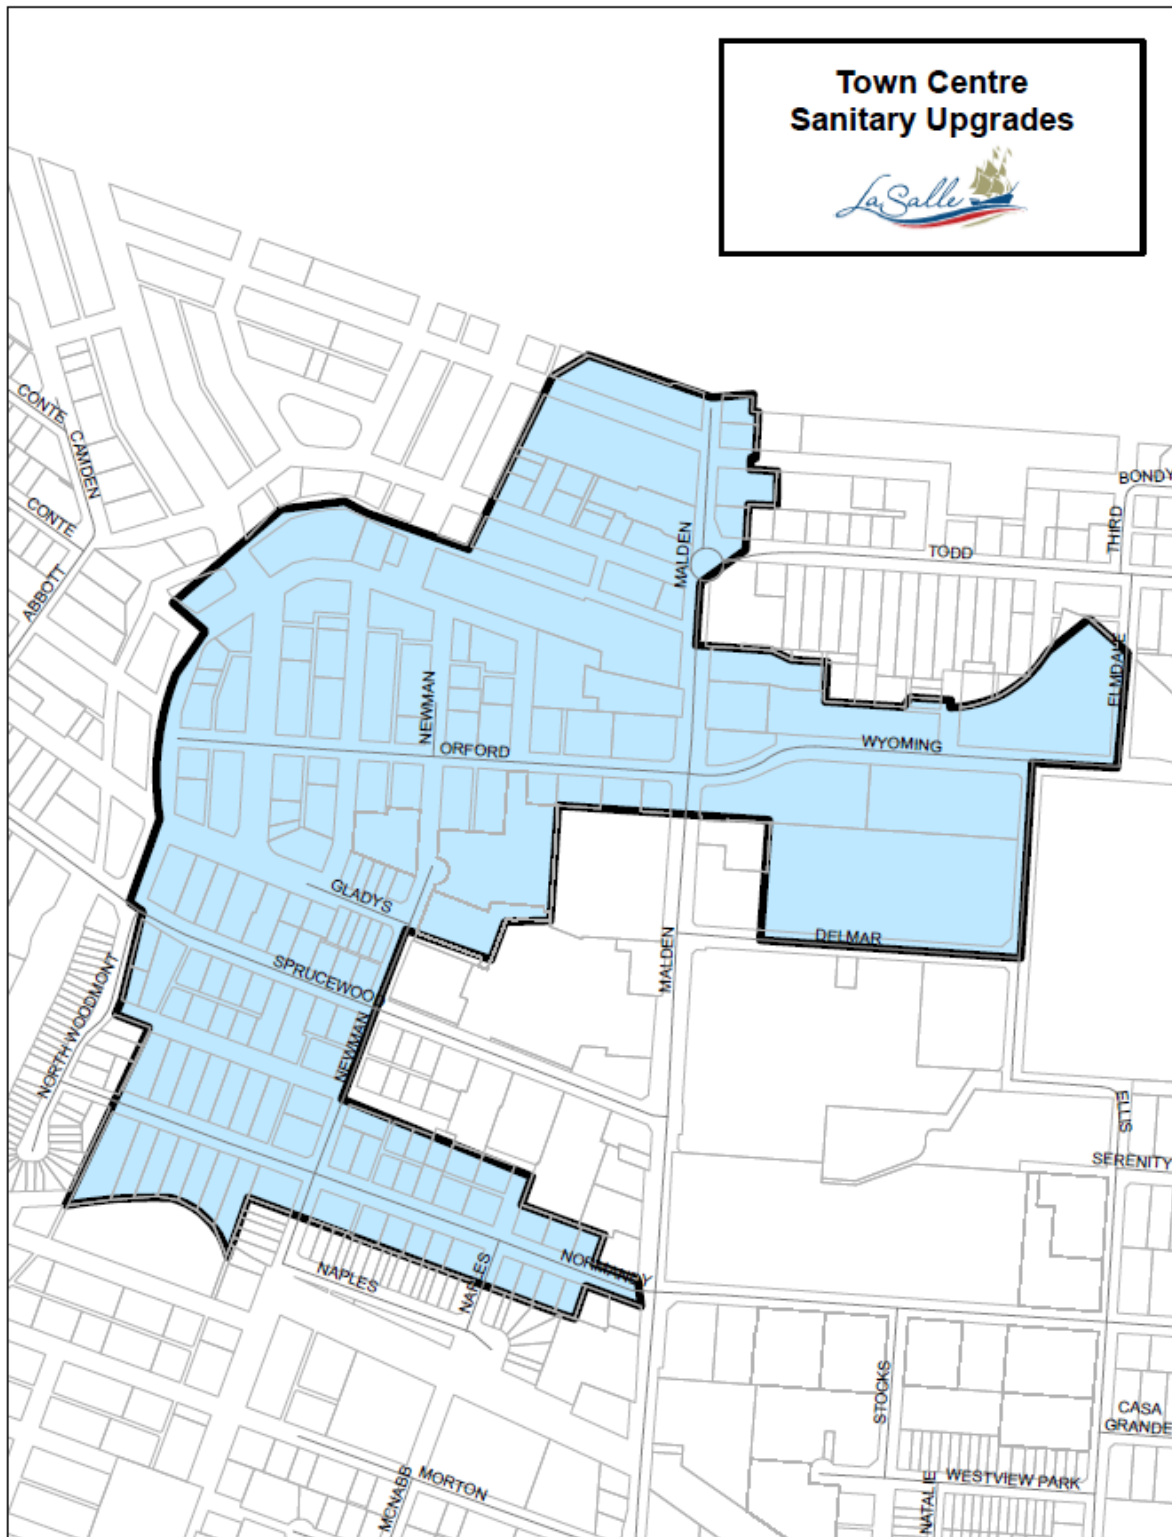 Town Centre
Sanitary Upgrades
LaSalle
CONTE
CAMDEN
CONTE
ABBOTT
BONDY
THIRD
TODD
MALDEN
ELMDALE
NEWMAN
ORFORD
WYOMING
GLADYS
DELMAR
SPRUCEWOO
MALDEN
NORTH WOODMONT
NEWMAN
ELLIS
SERENITY
NORMANDY
NAPLES
NAPLES
STOCKS
CASA
GRANDE
MORTON
MCNABB
WESTVIEW PARK
NATALIE